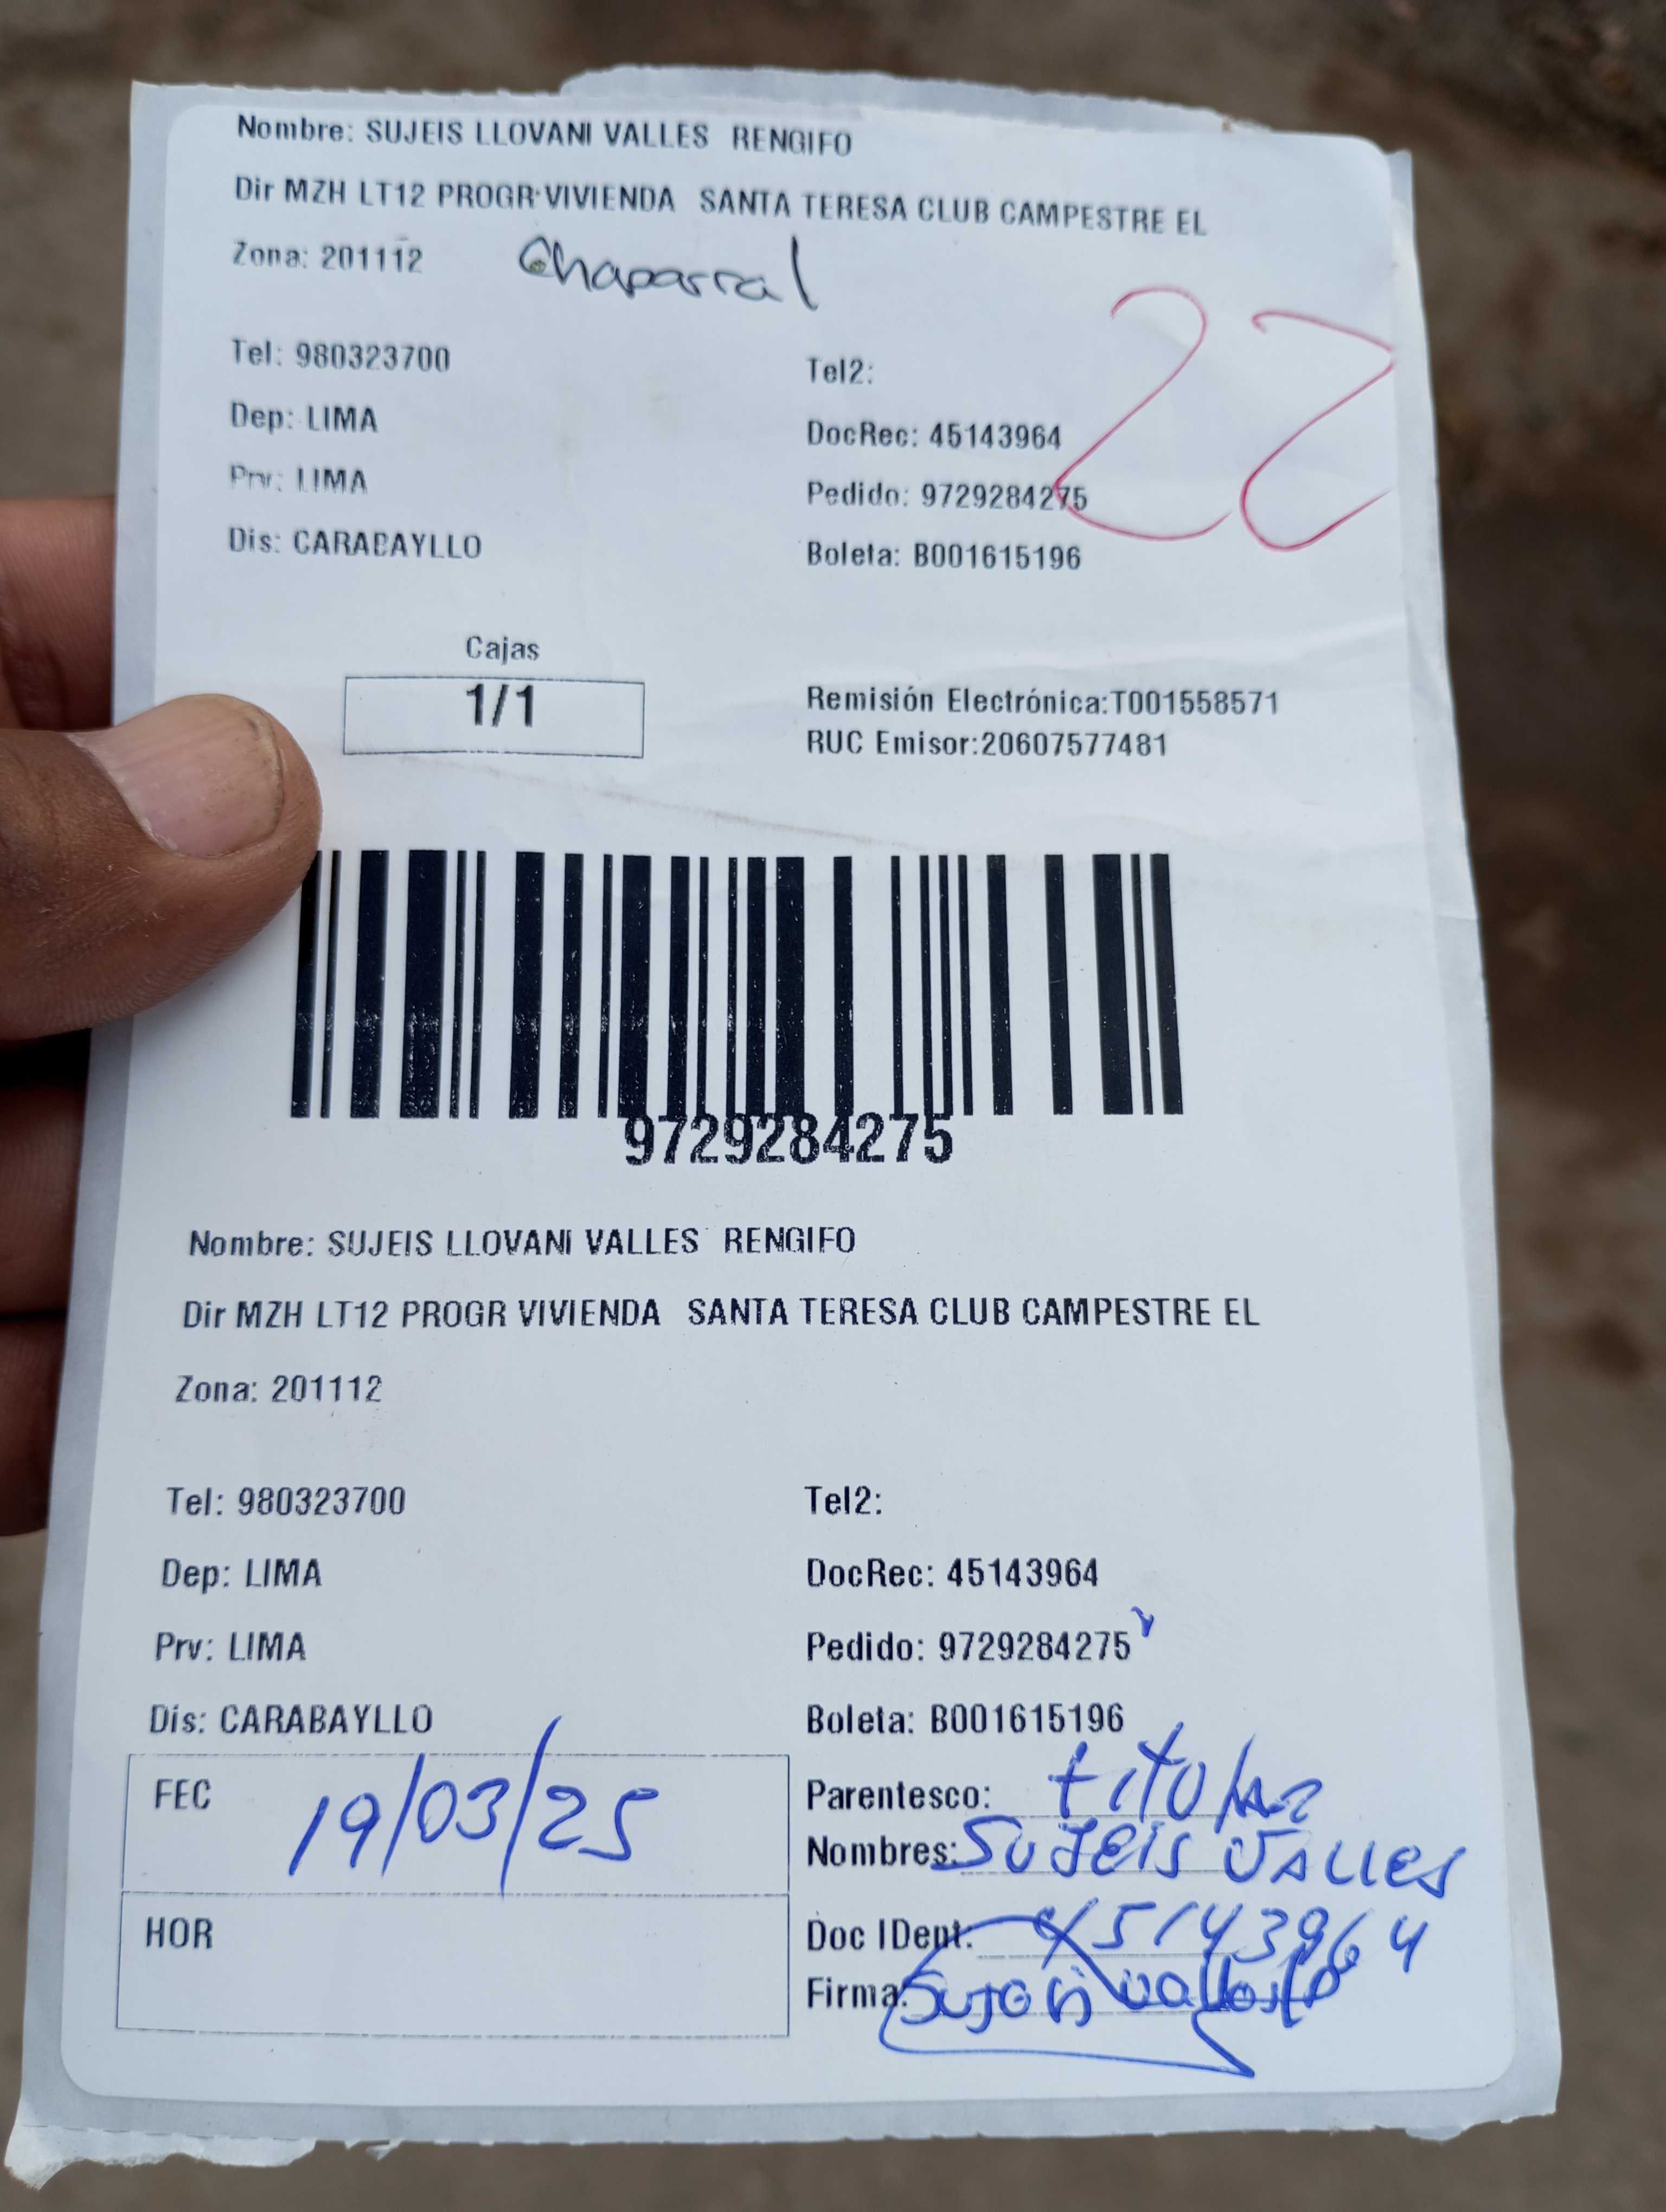 Nombre: SUJEIS LLOVANI VALLES RENGIFO
Dir MZH LT12 PROGR VIVIENDA SANTA TERESA CLUB CAMPESTRE EL
Zona: 201112 Chaparral
22
Tel: 980323700 Tel2:
Dep: LIMA DocRec: 45143964
Prv: LIMA Pedido: 9729284275
Dis: CARABAYLLO Boleta: B001615196
Cajas
1/1
Remisión Electrónica:T001558571
RUC Emisor:20607577481
9729284275
Nombre: SUJEIS LLOVANI VALLES RENGIFO
Dir MZH LT12 PROGR VIVIENDA SANTA TERESA CLUB CAMPESTRE EL
Zona: 201112
Tel: 980323700 Tel2:
Dep: LIMA DocRec: 45143964
Prv: LIMA Pedido: 9729284275
Dis: CARABAYLLO Boleta: B001615196
FEC 19/03/25
HOR
Parentesco: titular
Nombres: SUJEIS VALLES
Doc IDent: 45143964
Firma: Sujeis Valles